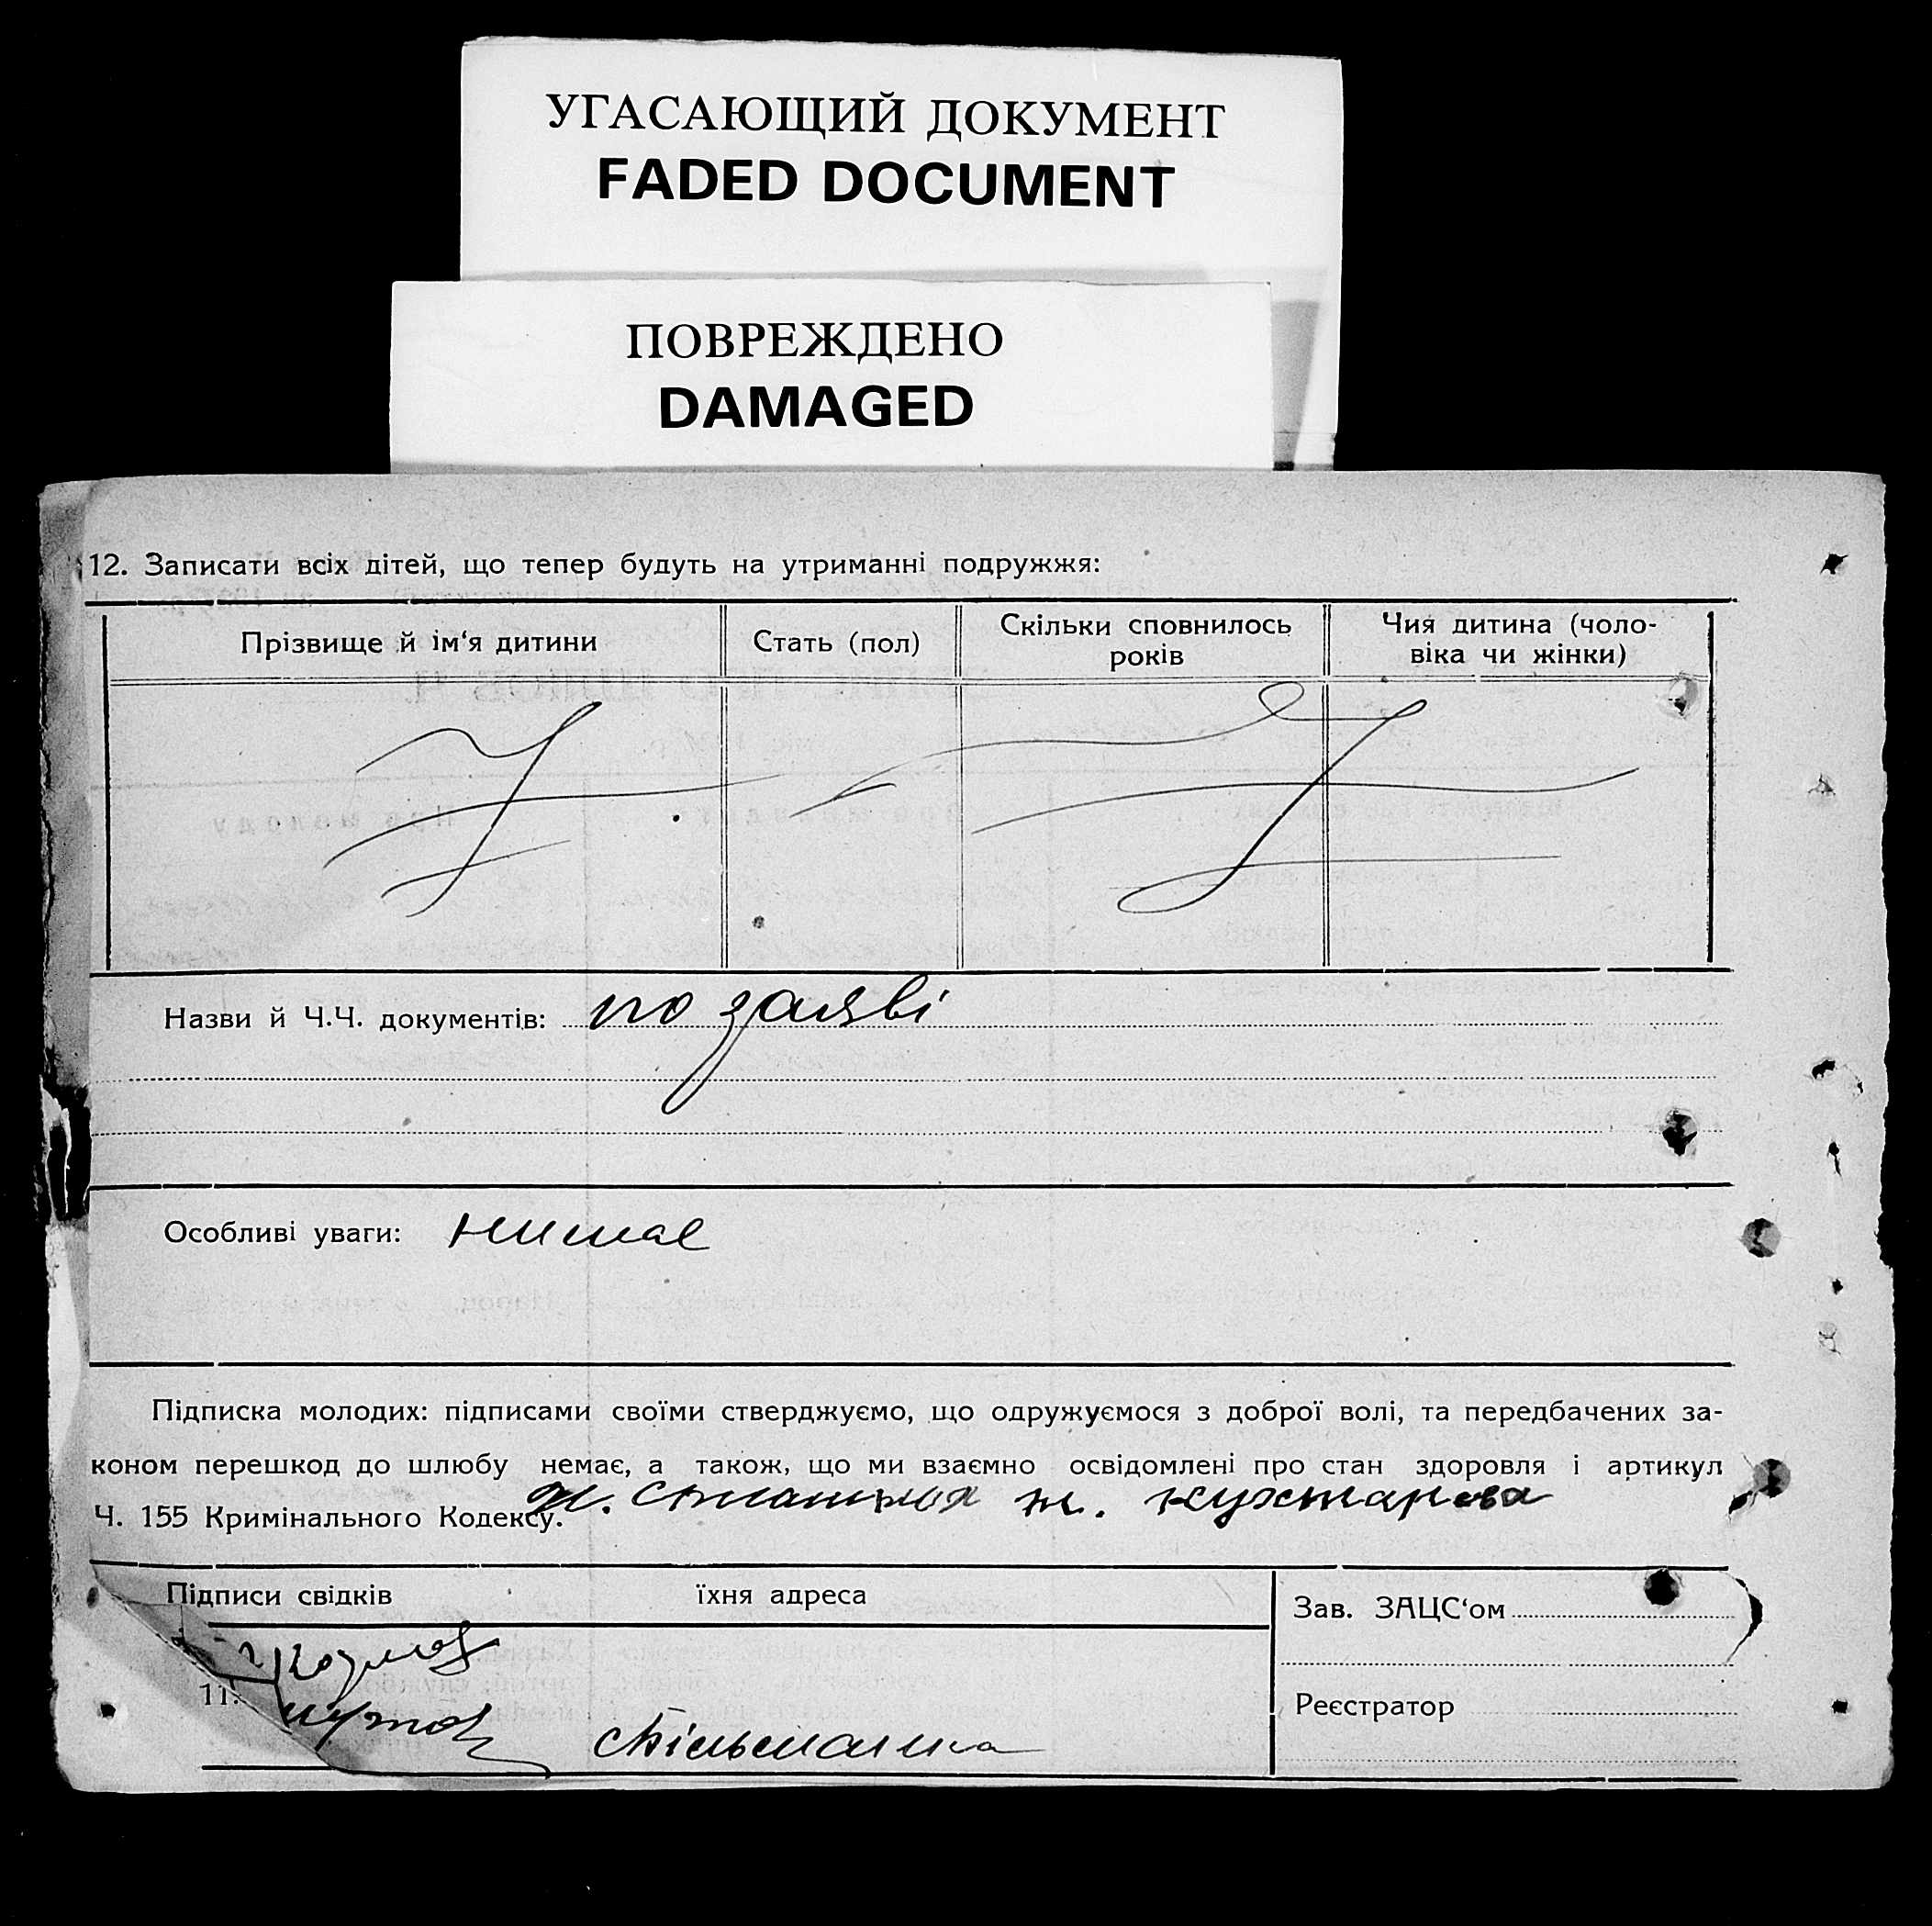 УГАСАЮЩИЙ ДОКУМЕНТ
FADED DOCUMENT
ПОВРЕЖДЕНО
DAMAGED
12. Записати всіх дітей, що тепер будуть на утриманні подружжя:
Прізвище й ім‘я дитини Стать (пол) Скільки сповнилось років Чия дитина (чоло-
віка чи жінки)
Назви й Ч.Ч. документів: по заяві
Особливі уваги: немає
Підписка молодих: підписами своїми стверджуємо, що одружуємося з доброї волі, та передбачених за-
коном перешкод до шлюбу немає, а також, що ми взаємно освідомлені про стан здоровля і артикул
Ч. 155 Кримінального Кодексу.
Підписи свідків їхня адреса
Зав. ЗАЦС‘ом
11.
Реєстратор